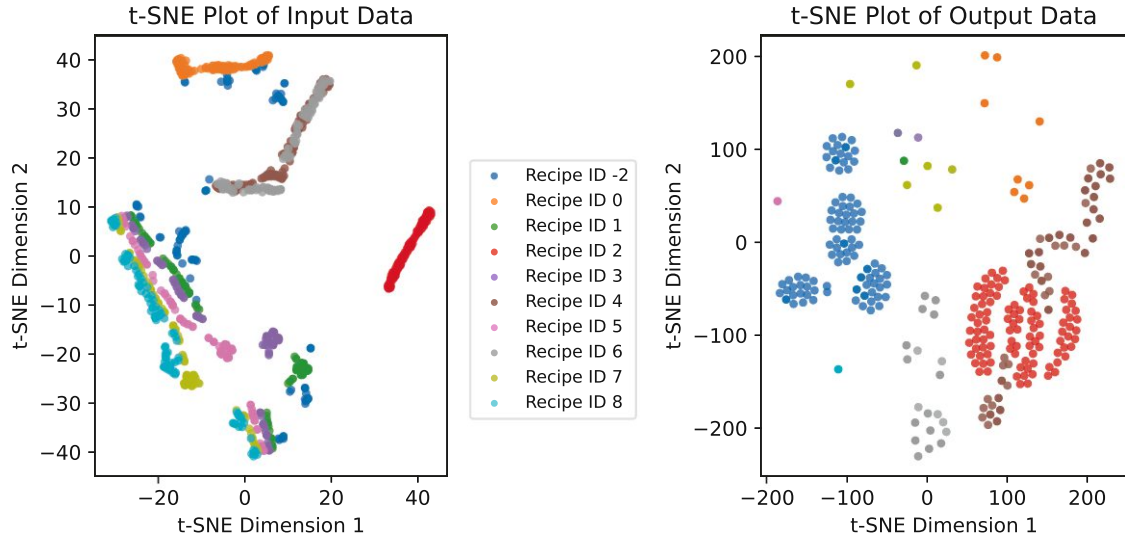 t-SNE Plot of Input Data
40
30
20
10
0
−10
−20
−30
−40
t-SNE Dimension 2
−20
0
20
40
t-SNE Dimension 1
Recipe ID -2
Recipe ID 0
Recipe ID 1
Recipe ID 2
Recipe ID 3
Recipe ID 4
Recipe ID 5
Recipe ID 6
Recipe ID 7
Recipe ID 8
t-SNE Plot of Output Data
200
100
0
−100
−200
t-SNE Dimension 2
−200
−100
0
100
200
t-SNE Dimension 1